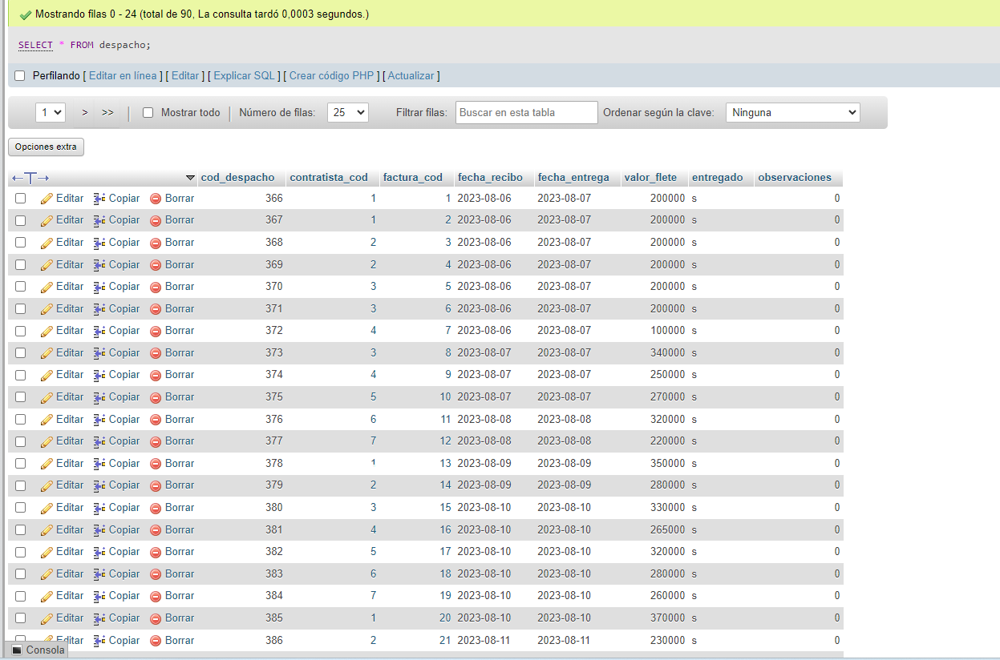 Mostrando filas 0 - 24 (total de 90, La consulta tardó 0,0003 segundos.)
SELECT * FROM despacho;
Perfilando [ Editar en línea ] [ Editar ] [ Explicar SQL ] [ Crear código PHP ] [ Actualizar ]
1 > >> Mostrar todo Número de filas: 25 Filtrar filas: Buscar en esta tabla Ordenar según la clave: Ninguna
Opciones extra
←T→ cod_despacho contratista_cod factura_cod fecha_recibo fecha_entrega valor_flete entregado observaciones
Editar Copiar Borrar 366 1 1 2023-08-06 2023-08-07 200000 s 0
Editar Copiar Borrar 367 1 2 2023-08-06 2023-08-07 200000 s 0
Editar Copiar Borrar 368 2 3 2023-08-06 2023-08-07 200000 s 0
Editar Copiar Borrar 369 2 4 2023-08-06 2023-08-07 200000 s 0
Editar Copiar Borrar 370 3 5 2023-08-06 2023-08-07 200000 s 0
Editar Copiar Borrar 371 3 6 2023-08-06 2023-08-07 200000 s 0
Editar Copiar Borrar 372 4 7 2023-08-06 2023-08-07 100000 s 0
Editar Copiar Borrar 373 3 8 2023-08-07 2023-08-07 340000 s 0
Editar Copiar Borrar 374 4 9 2023-08-07 2023-08-07 250000 s 0
Editar Copiar Borrar 375 5 10 2023-08-07 2023-08-07 270000 s 0
Editar Copiar Borrar 376 6 11 2023-08-08 2023-08-08 320000 s 0
Editar Copiar Borrar 377 7 12 2023-08-08 2023-08-08 220000 s 0
Editar Copiar Borrar 378 1 13 2023-08-09 2023-08-09 350000 s 0
Editar Copiar Borrar 379 2 14 2023-08-09 2023-08-09 280000 s 0
Editar Copiar Borrar 380 3 15 2023-08-10 2023-08-10 330000 s 0
Editar Copiar Borrar 381 4 16 2023-08-10 2023-08-10 265000 s 0
Editar Copiar Borrar 382 5 17 2023-08-10 2023-08-10 320000 s 0
Editar Copiar Borrar 383 6 18 2023-08-10 2023-08-10 280000 s 0
Editar Copiar Borrar 384 7 19 2023-08-10 2023-08-10 260000 s 0
Editar Copiar Borrar 385 1 20 2023-08-10 2023-08-10 370000 s 0
Editar Copiar Borrar 386 2 21 2023-08-11 2023-08-11 230000 s 0
Consola